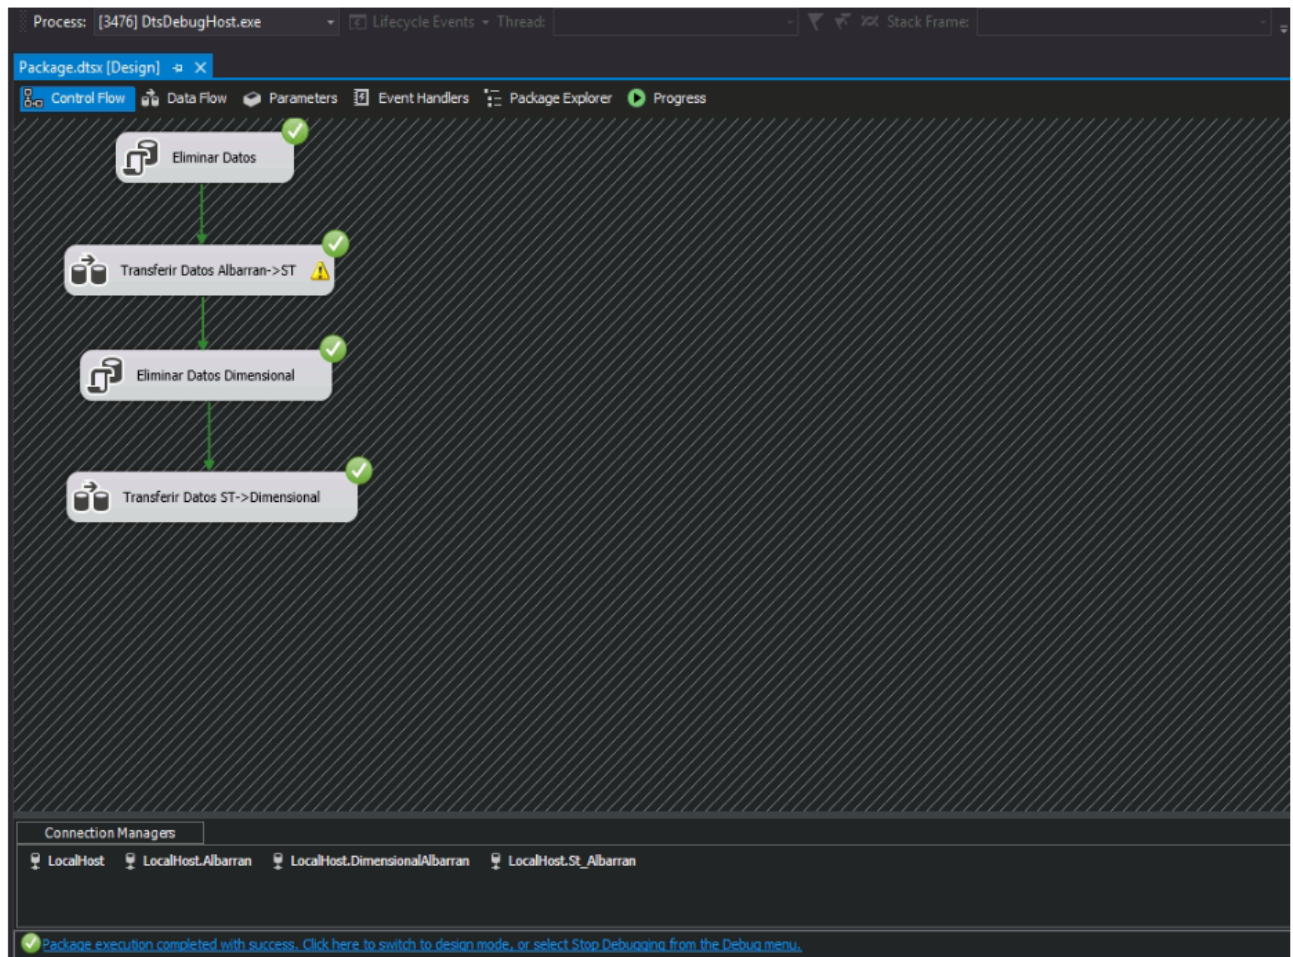 Process: [3476] DtsDebugHost.exe Lifecycle Events Thread: Stack Frame:
Package.dtsx [Design]
Control Flow Data Flow Parameters Event Handlers Package Explorer Progress
Eliminar Datos
Transferir Datos Albarran->ST
Eliminar Datos Dimensional
Transferir Datos ST->Dimensional
Connection Managers
LocalHost LocalHost.Albarran LocalHost.DimensionalAlbarran LocalHost.St_Albarran
Package execution completed with success. Click here to switch to design mode, or select Stop Debugging from the Debug menu.